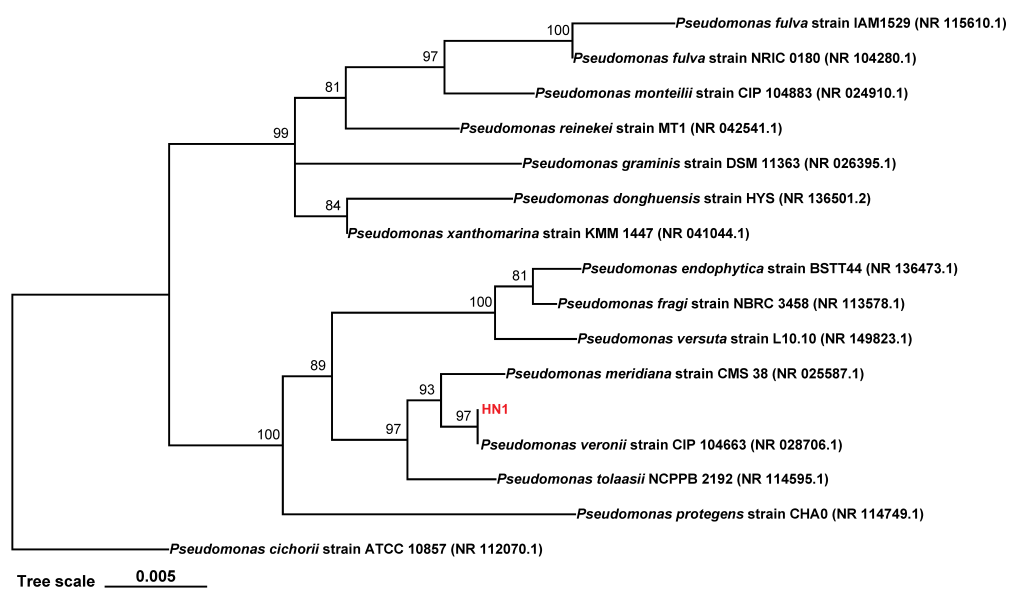 Pseudomonas fulva strain IAM1529 (NR 115610.1)
100
Pseudomonas fulva strain NRIC 0180 (NR 104280.1)
97
Pseudomonas monteilii strain CIP 104883 (NR 024910.1)
81
Pseudomonas reinekei strain MT1 (NR 042541.1)
99
Pseudomonas graminis strain DSM 11363 (NR 026395.1)
Pseudomonas donghuensis strain HYS (NR 136501.2)
84
Pseudomonas xanthomarina strain KMM 1447 (NR 041044.1)
Pseudomonas endophytica strain BSTT44 (NR 136473.1)
81
Pseudomonas fragi strain NBRC 3458 (NR 113578.1)
100
Pseudomonas versuta strain L10.10 (NR 149823.1)
89
Pseudomonas meridiana strain CMS 38 (NR 025587.1)
93
HN1
97
Pseudomonas veronii strain CIP 104663 (NR 028706.1)
97
100
Pseudomonas tolaasii NCPPB 2192 (NR 114595.1)
Pseudomonas protegens strain CHA0 (NR 114749.1)
Pseudomonas cichorii strain ATCC 10857 (NR 112070.1)
Tree scale 0.005